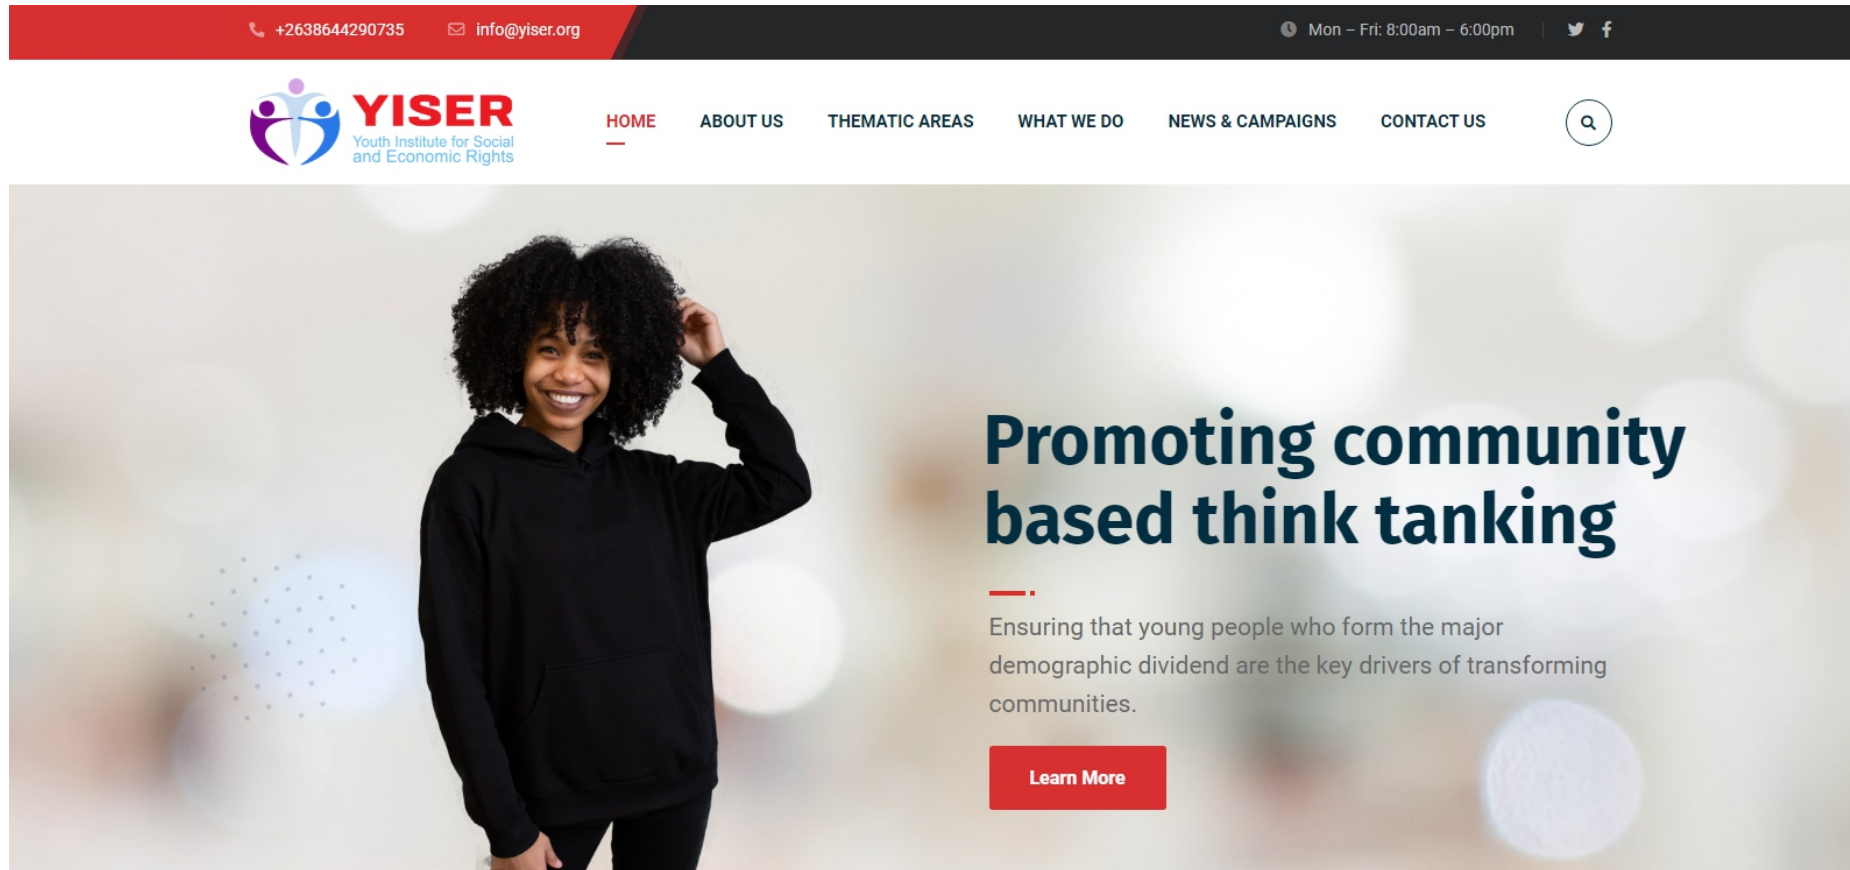 +2638644290735
info@yiser.org
Mon – Fri: 8:00am – 6:00pm
YISER
Youth Institute for Social
and Economic Rights
HOME
ABOUT US
THEMATIC AREAS
WHAT WE DO
NEWS & CAMPAIGNS
CONTACT US
Promoting community
based think tanking
Ensuring that young people who form the major
demographic dividend are the key drivers of transforming
communities.
Learn More